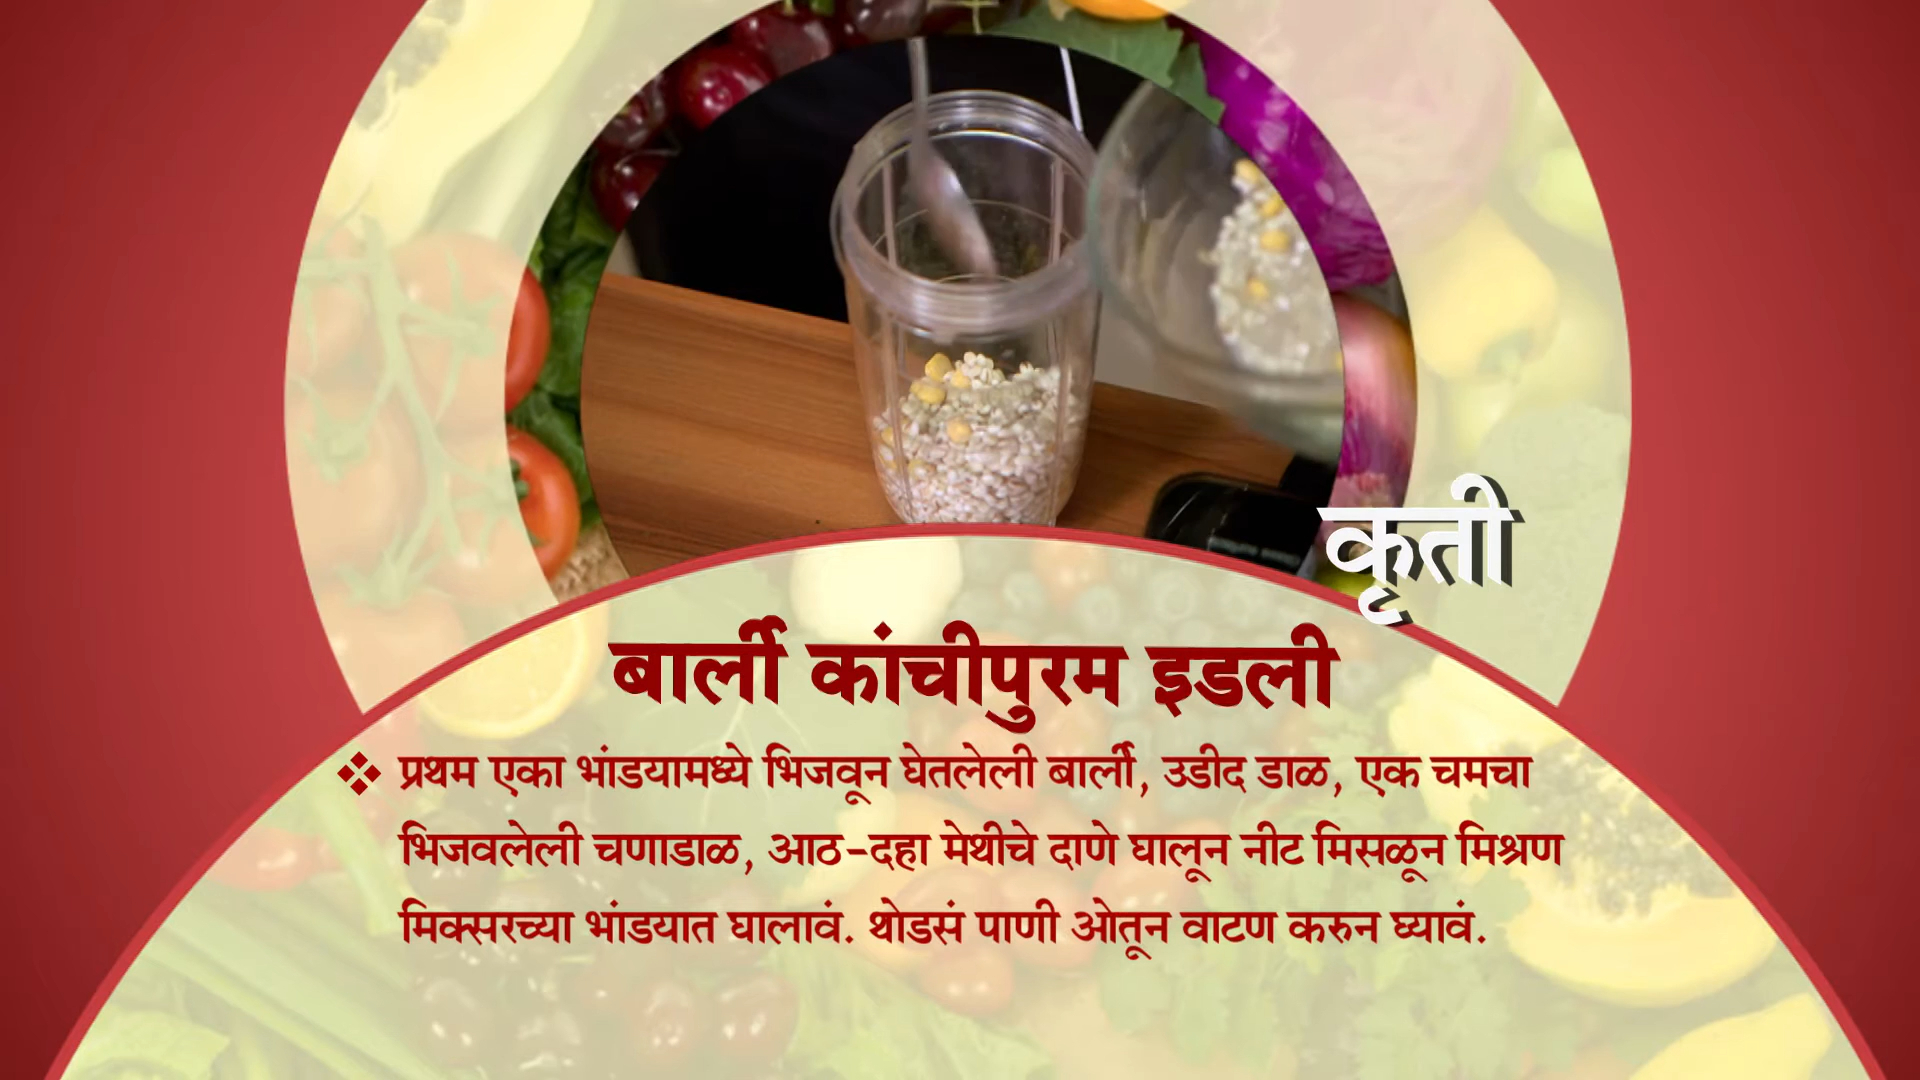 कृती
बार्ली कांचीपुरम इडली
❖ प्रथम एका भांडयामध्ये भिजवून घेतलेली बार्ली, उडीद डाळ, एक चमचा
भिजवलेली चणाडाळ, आठ-दहा मेथीचे दाणे घालून नीट मिसळून मिश्रण
मिक्सरच्या भांडयात घालावं. थोडसं पाणी ओतून वाटण करुन घ्यावं.